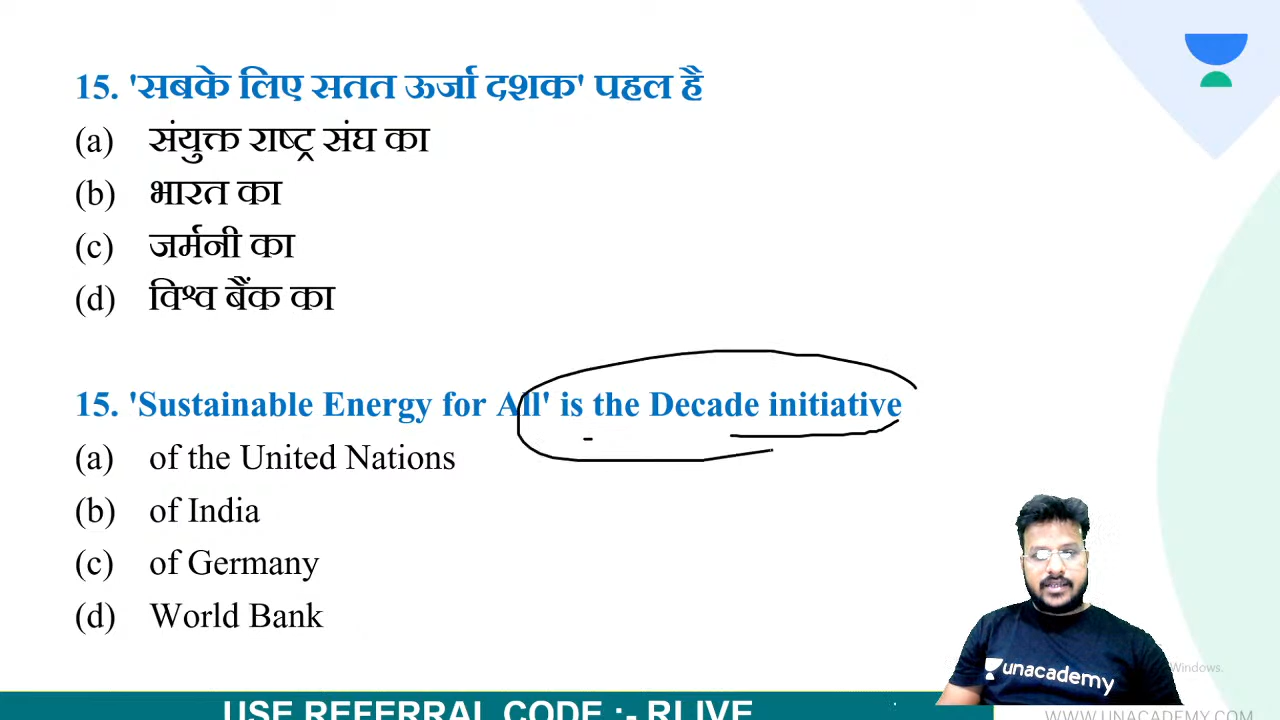 15. 'सबके लिए सतत ऊर्जा दशक' पहल है
(a) संयुक्त राष्ट्र संघ का
(b) भारत का
(c) जर्मनी का
(d) विश्व बैंक का
15. 'Sustainable Energy for All' is the Decade initiative
(a) of the United Nations
(b) of India
(c) of Germany
(d) World Bank
unacademy
Windows.
USE REFERRAL CODE :- RLIVE
WWW.UNACADEMY.COM